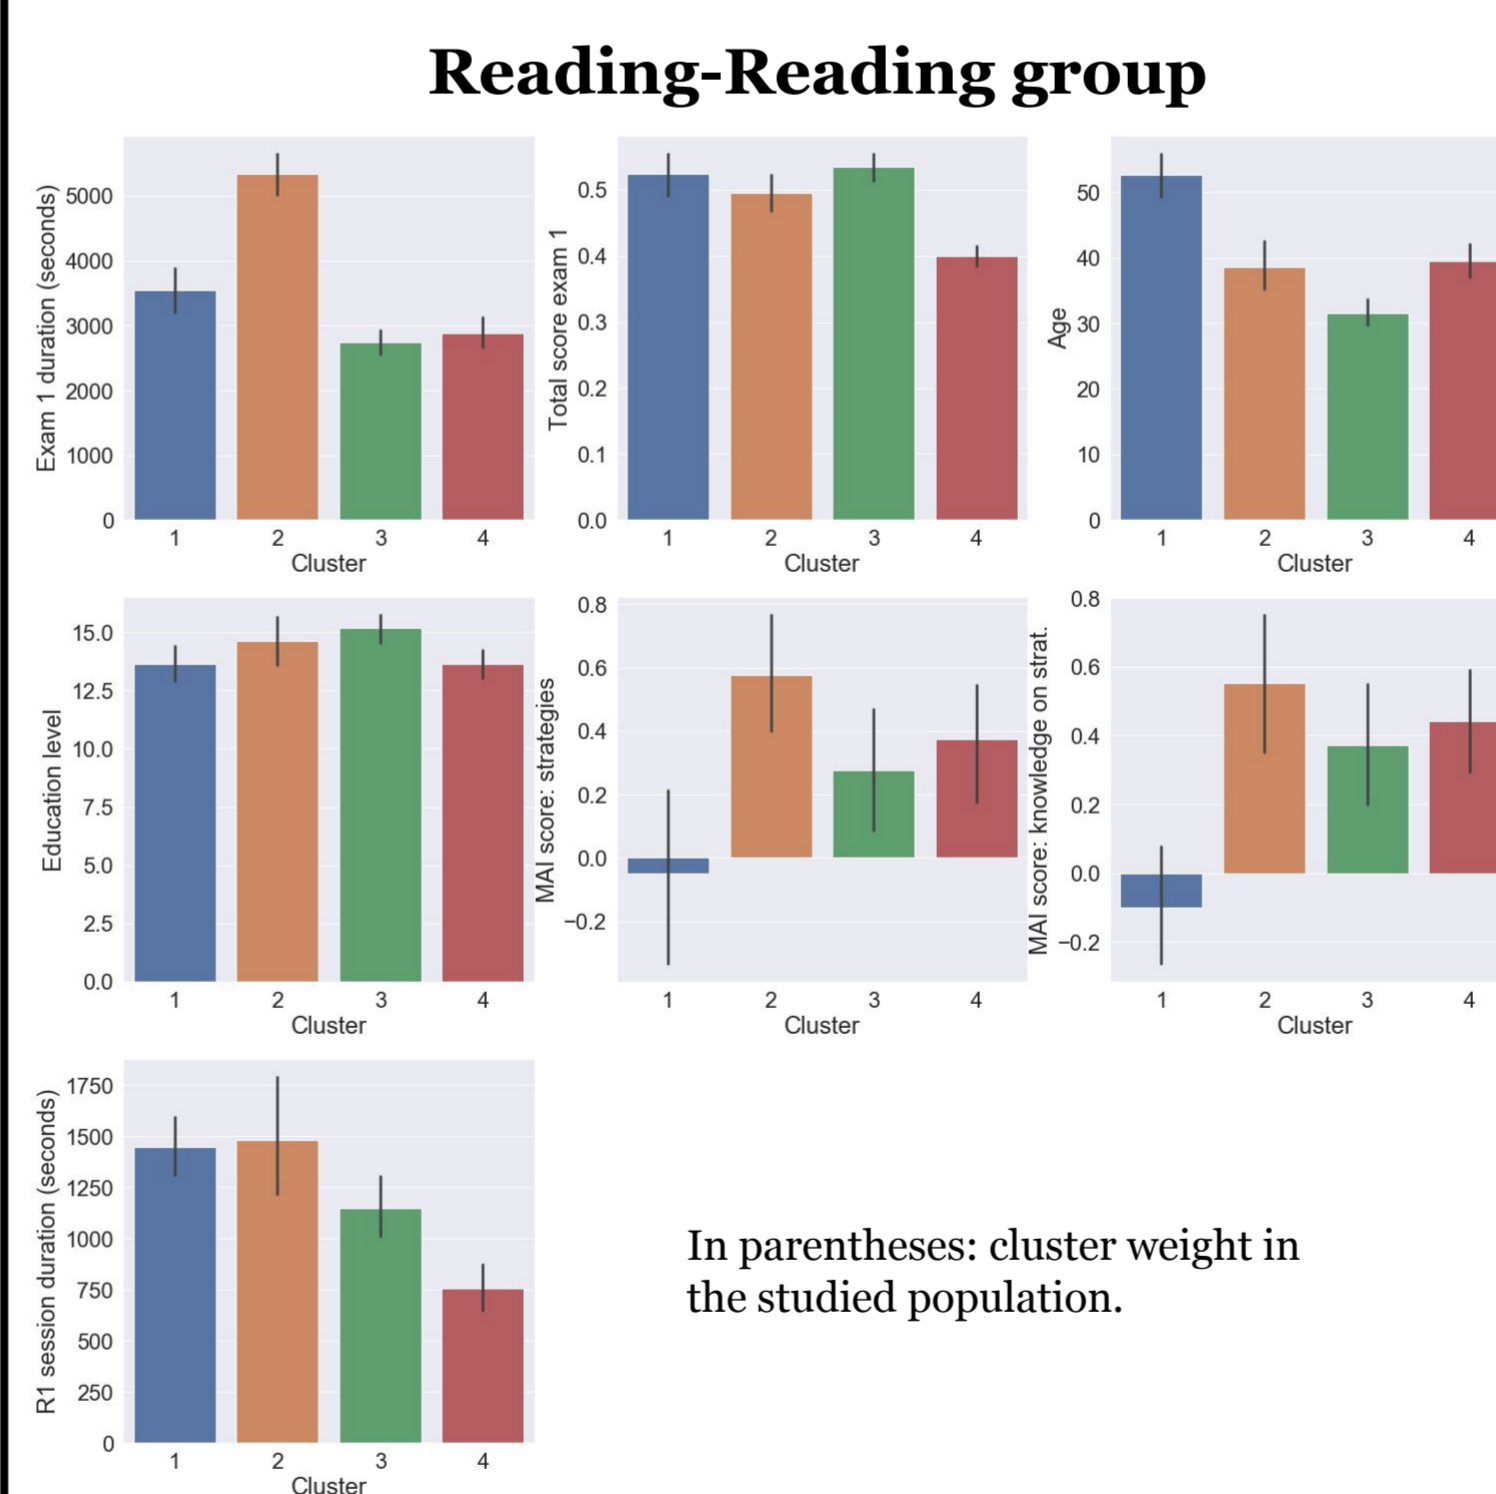 Reading-Reading group
Exam 1 duration (seconds)
5000
4000
3000
2000
1000
0
1 2 3 4
Cluster
Total score exam 1
0.5
0.4
0.3
0.2
0.1
0.0
1 2 3 4
Cluster
Age
50
40
30
20
10
0
1 2 3 4
Cluster
Education level
15.0
12.5
10.0
7.5
5.0
2.5
0.0
1 2 3 4
Cluster
MAI score: strategies
0.8
0.6
0.4
0.2
0.0
−0.2
1 2 3 4
Cluster
MAI score: knowledge on strat.
0.8
0.6
0.4
0.2
0.0
−0.2
1 2 3 4
Cluster
R1 session duration (seconds)
1750
1500
1250
1000
750
500
250
0
1 2 3 4
Cluster
In parentheses: cluster weight in
the studied population.